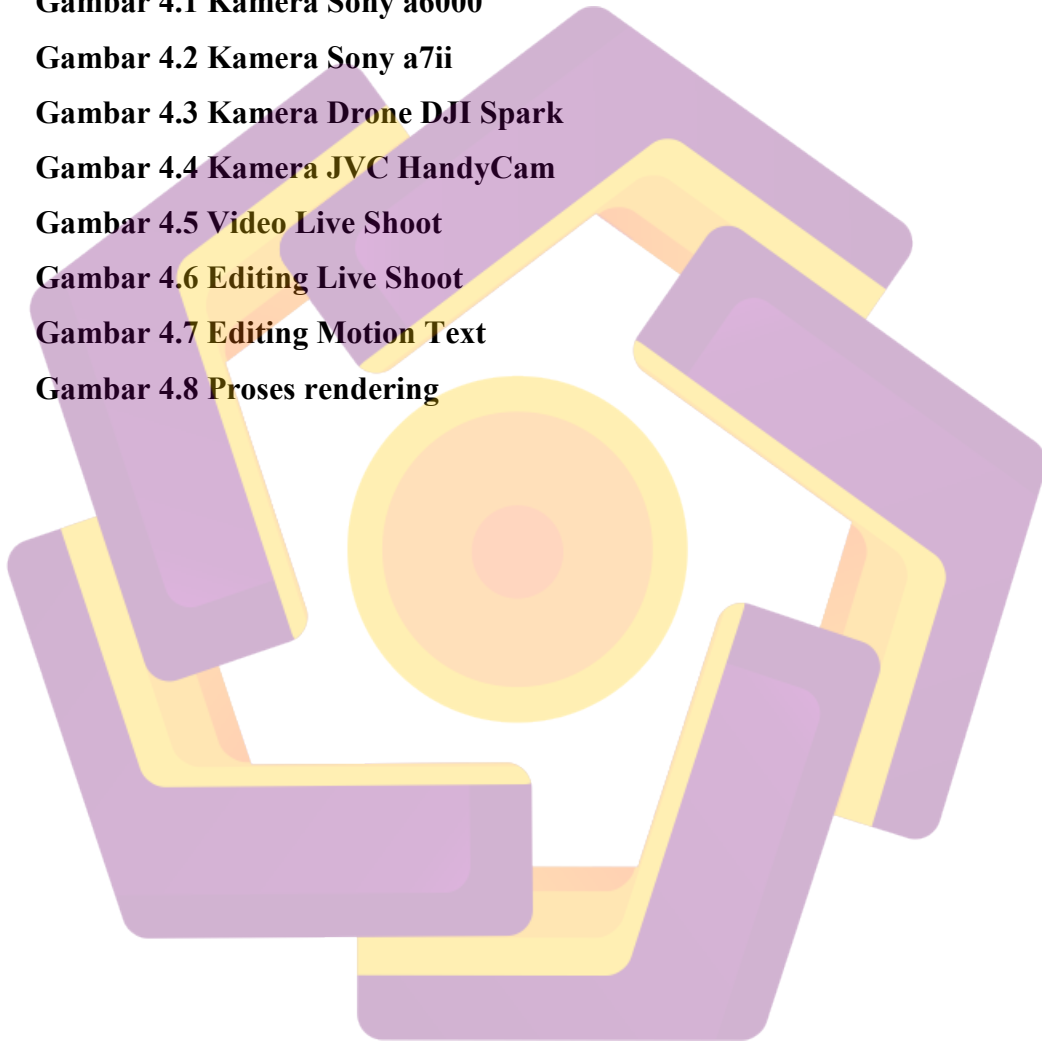 Gambar 4.1 Kamera Sony a6000
Gambar 4.2 Kamera Sony a7ii
Gambar 4.3 Kamera Drone DJI Spark
Gambar 4.4 Kamera JVC HandyCam
Gambar 4.5 Video Live Shoot
Gambar 4.6 Editing Live Shoot
Gambar 4.7 Editing Motion Text
Gambar 4.8 Proses rendering